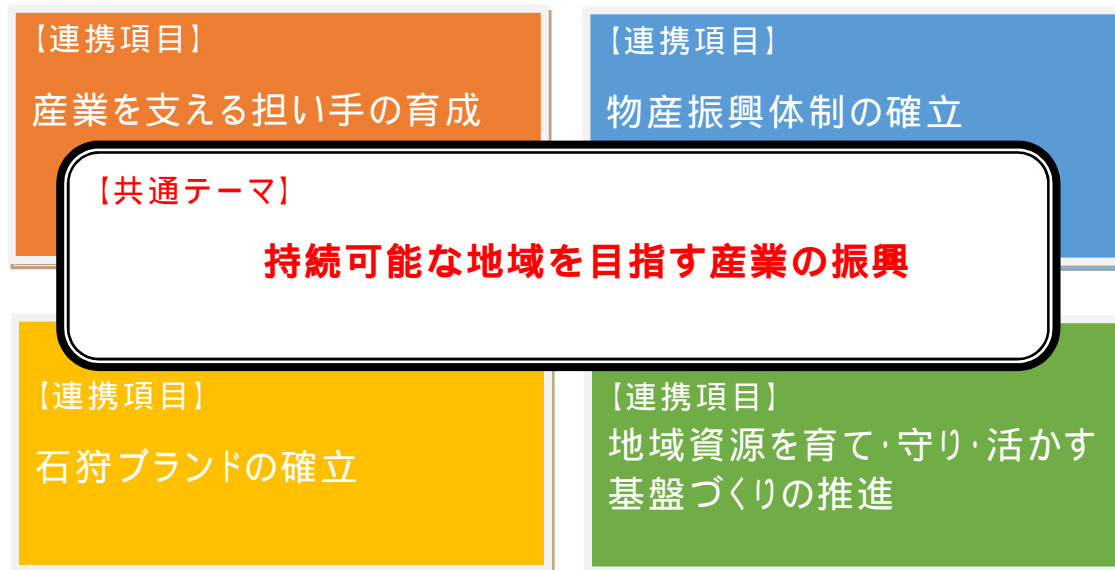 【連携項目】
産業を支える担い手の育成
【連携項目】
物産振興体制の確立
【共通テーマ】
持続可能な地域を目指す産業の振興
【連携項目】
石狩ブランドの確立
【連携項目】
地域資源を育て・守り・活かす
基盤づくりの推進